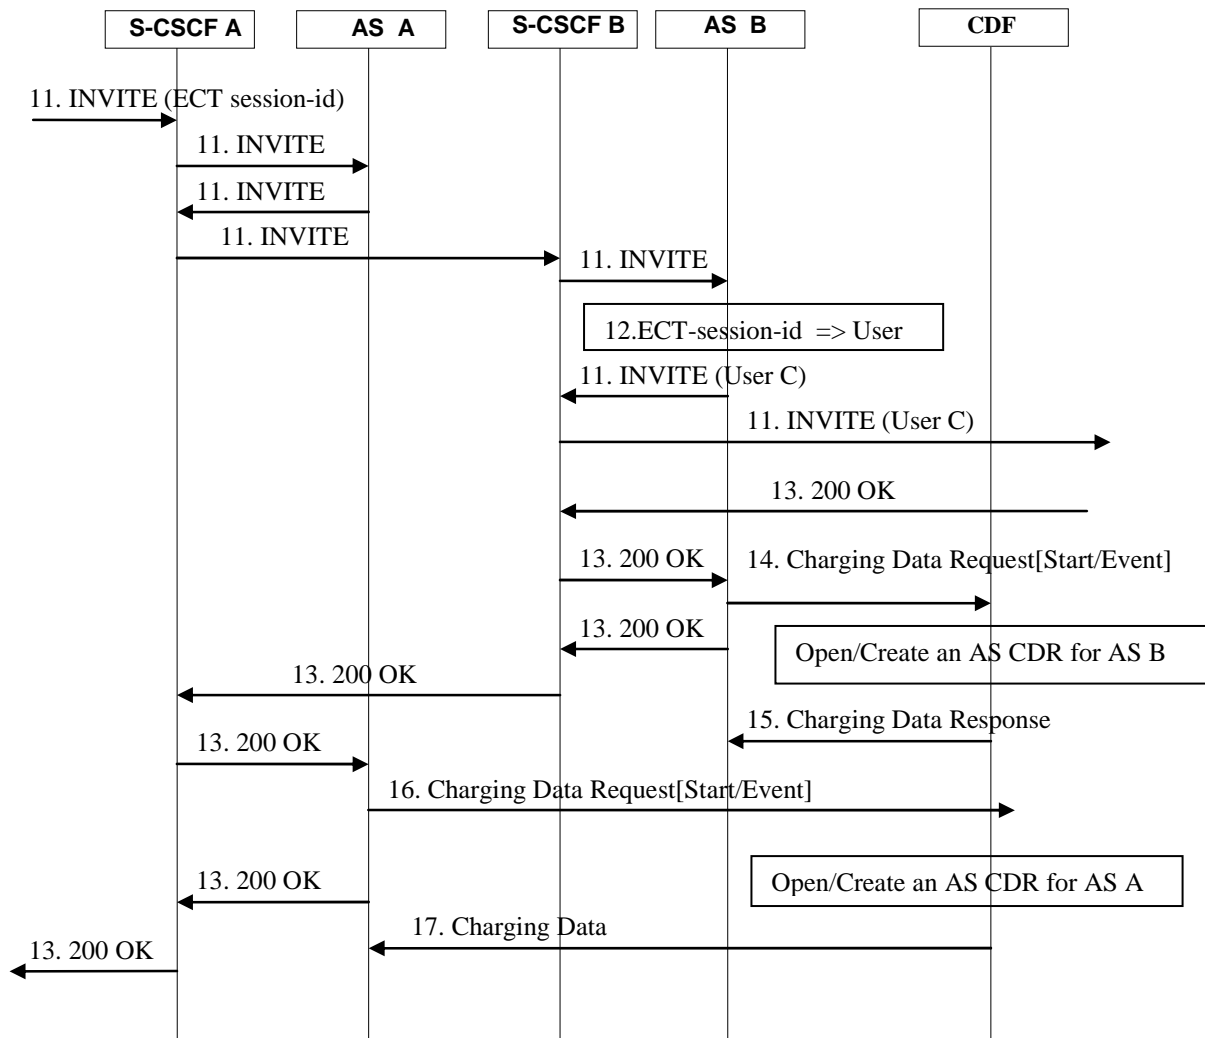 S-CSCF A
AS  A
S-CSCF B
AS  B
CDF
11. INVITE (ECT session-id)
11. INVITE
11. INVITE
11. INVITE
11. INVITE
12.ECT-session-id  => User
11. INVITE (User C)
11. INVITE (User C)
13. 200 OK
13. 200 OK
14. Charging Data Request[Start/Event]
13. 200 OK
Open/Create an AS CDR for AS B
13. 200 OK
15. Charging Data Response
13. 200 OK
16. Charging Data Request[Start/Event]
13. 200 OK
Open/Create an AS CDR for AS A
17. Charging Data
13. 200 OK